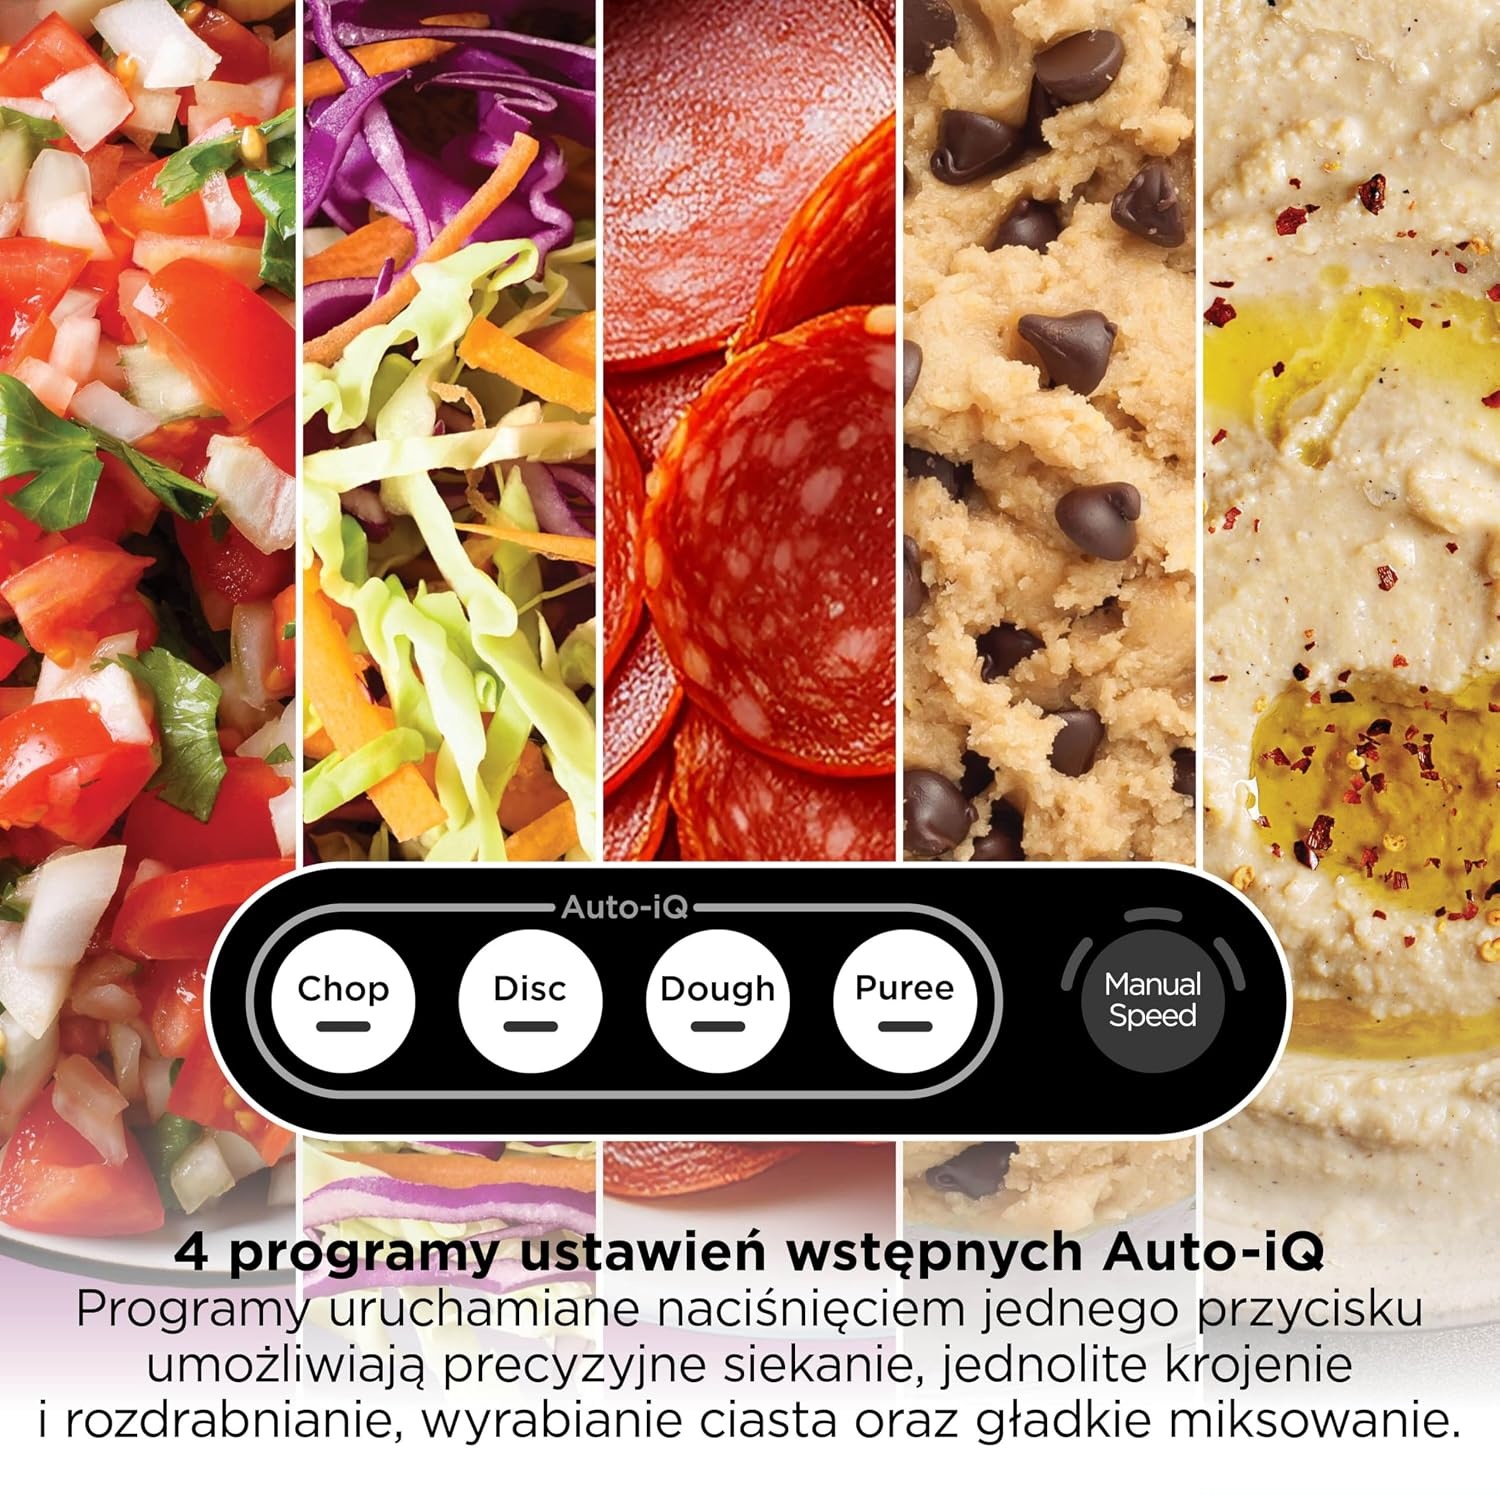 Auto-iQ
Chop
Disc
Dough
Puree
Manual
Speed
4 programy ustawień wstępnych Auto-iQ
Programy uruchamiane naciśnięciem jednego przycisku
umożliwiają precyzyjne siekanie, jednolite krojenie
i rozdrabnianie, wyrabianie ciasta oraz gładkie miksowanie.